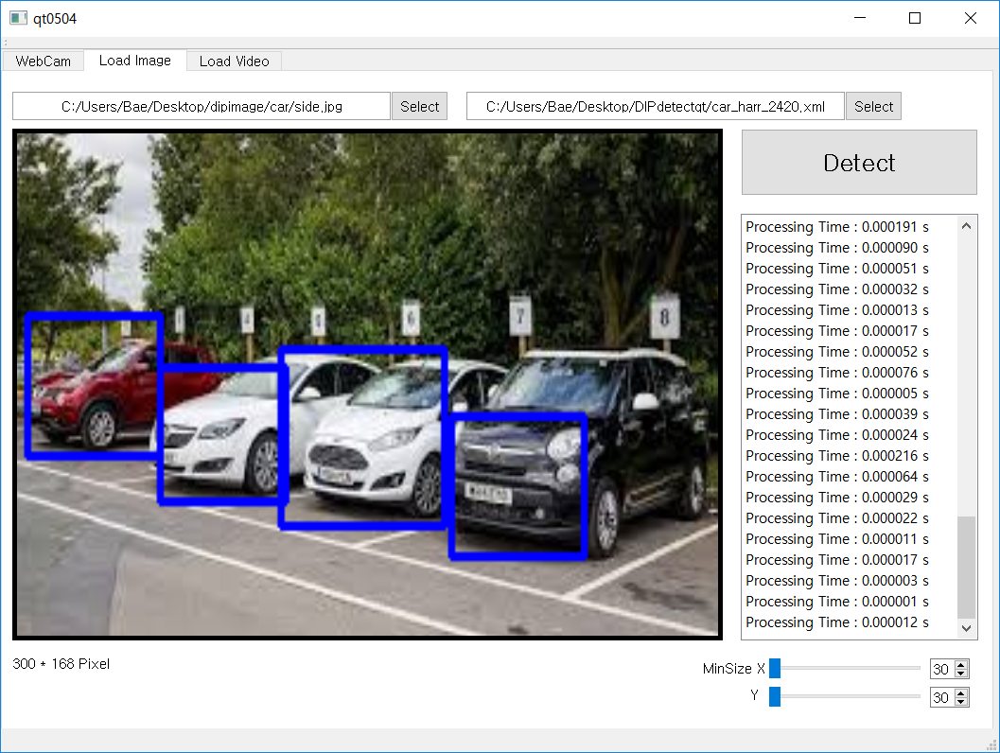 qt0504
WebCam Load Image Load Video
C:/Users/Bae/Desktop/dipimage/car/side.jpg Select C:/Users/Bae/Desktop/DIPdetectqt/car_harr_2420.xml Select
Detect
Processing Time : 0.000191 s
Processing Time : 0.000090 s
Processing Time : 0.000051 s
Processing Time : 0.000032 s
Processing Time : 0.000013 s
Processing Time : 0.000017 s
Processing Time : 0.000052 s
Processing Time : 0.000076 s
Processing Time : 0.000005 s
Processing Time : 0.000039 s
Processing Time : 0.000024 s
Processing Time : 0.000216 s
Processing Time : 0.000064 s
Processing Time : 0.000029 s
Processing Time : 0.000022 s
Processing Time : 0.000011 s
Processing Time : 0.000017 s
Processing Time : 0.000003 s
Processing Time : 0.000001 s
Processing Time : 0.000012 s
6 7 8
300 * 168 Pixel
MinSize X 30
Y 30